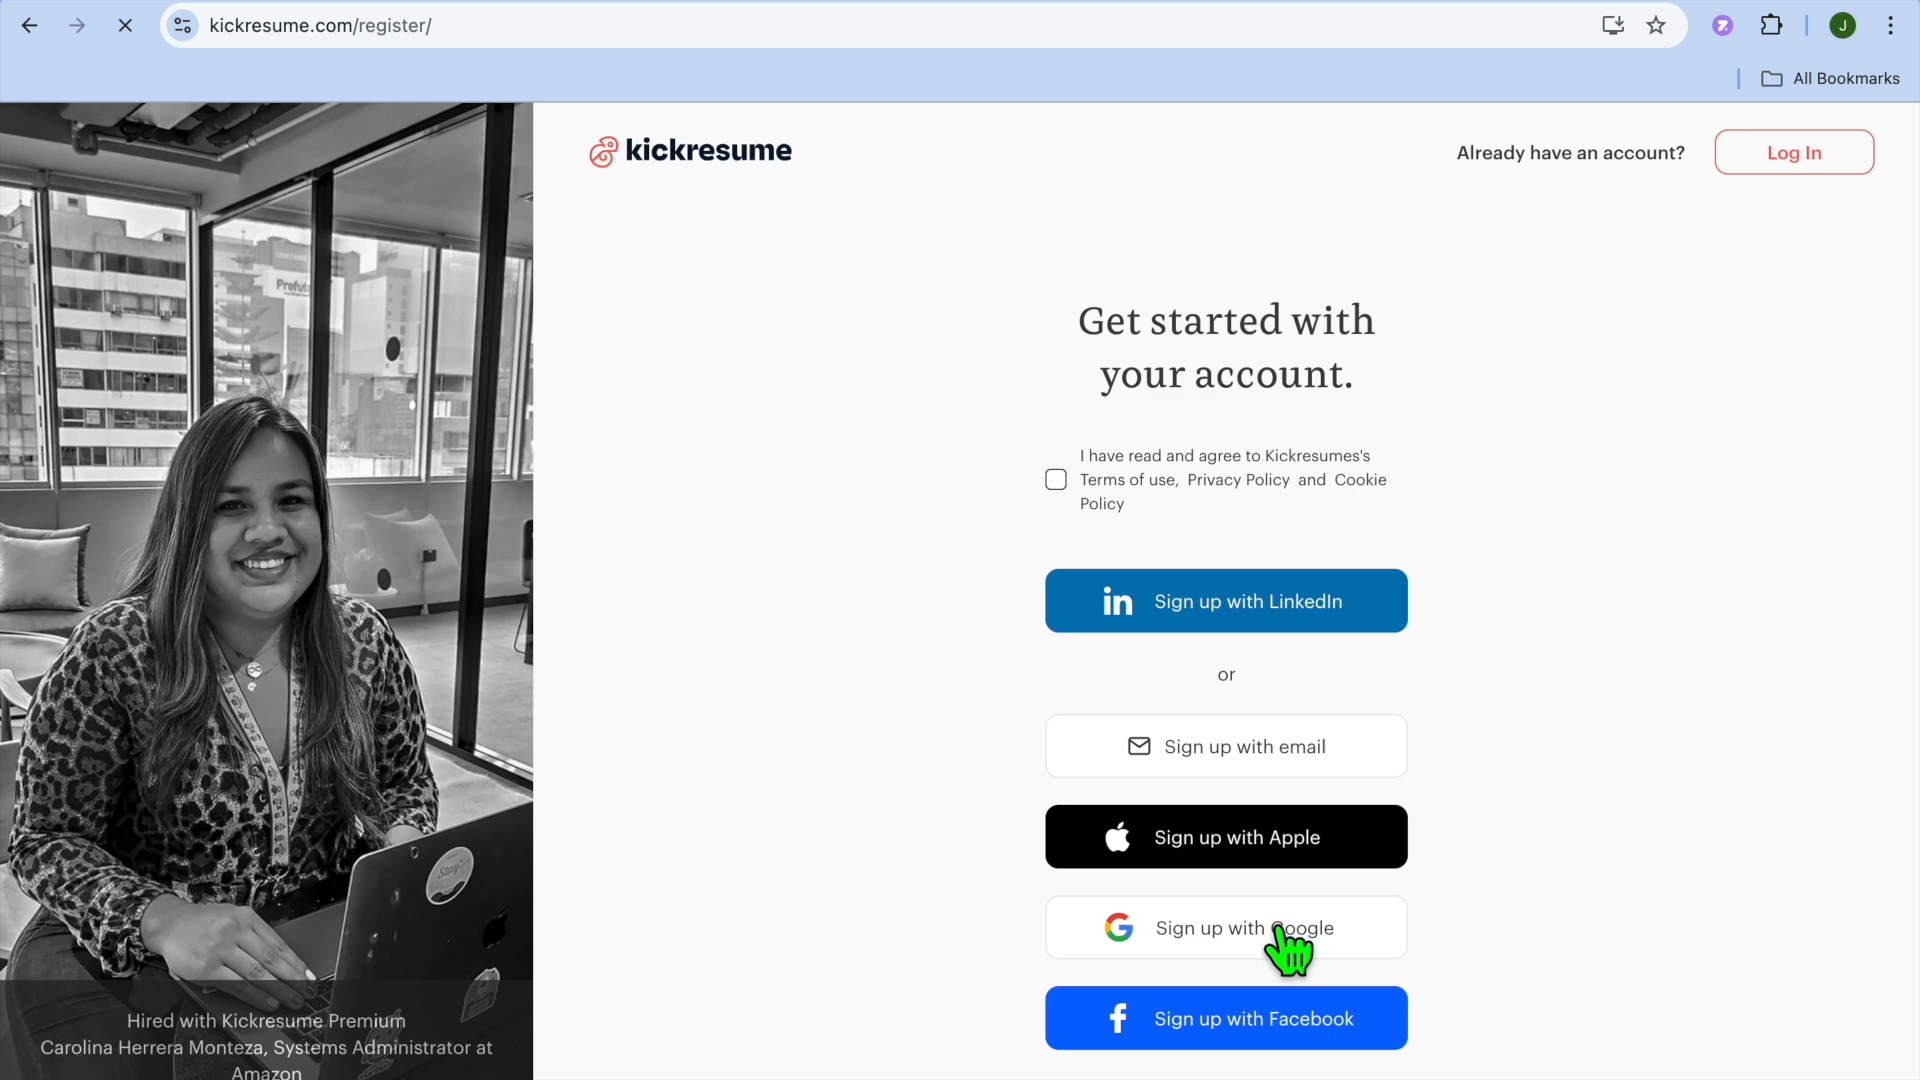 kickresume.com/register/
J
All Bookmarks
kickresume
Already have an account?
Log In
Get started with
your account.
I have read and agree to Kickresumes's
Terms of use, Privacy Policy and Cookie
Policy
in Sign up with LinkedIn
or
Sign up with email
Sign up with Apple
G Sign up with Google
f Sign up with Facebook
Stay
Hired with Kickresume Premium
Carolina Herrera Monteza, Systems Administrator at
Amazon